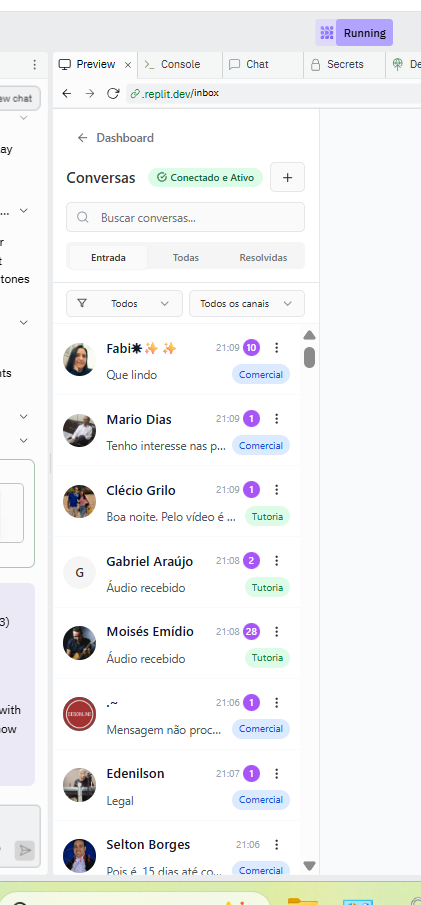 Running
Preview
Console
Chat
Secrets
De
.replit.dev/inbox
ew chat
ay
...
r
t
tones
nts
3)
with
ow
Dashboard
Conversas
Conectado e Ativo
Buscar conversas...
Entrada
Todas
Resolvidas
Todos
Todos os canais
Fabi✷✨ ✨
21:09
10
Que lindo
Comercial
Mario Dias
21:09
1
Tenho interesse nas p...
Comercial
Clécio Grilo
21:09
1
Boa noite. Pelo vídeo é ...
Tutoria
G
Gabriel Araújo
21:08
2
Áudio recebido
Tutoria
Moisés Emídio
21:08
28
Áudio recebido
Tutoria
.~
21:06
1
Mensagem não proc...
Comercial
Edenilson
21:07
1
Legal
Comercial
Selton Borges
21:06
Pois é, 15 dias até co...
Comercial